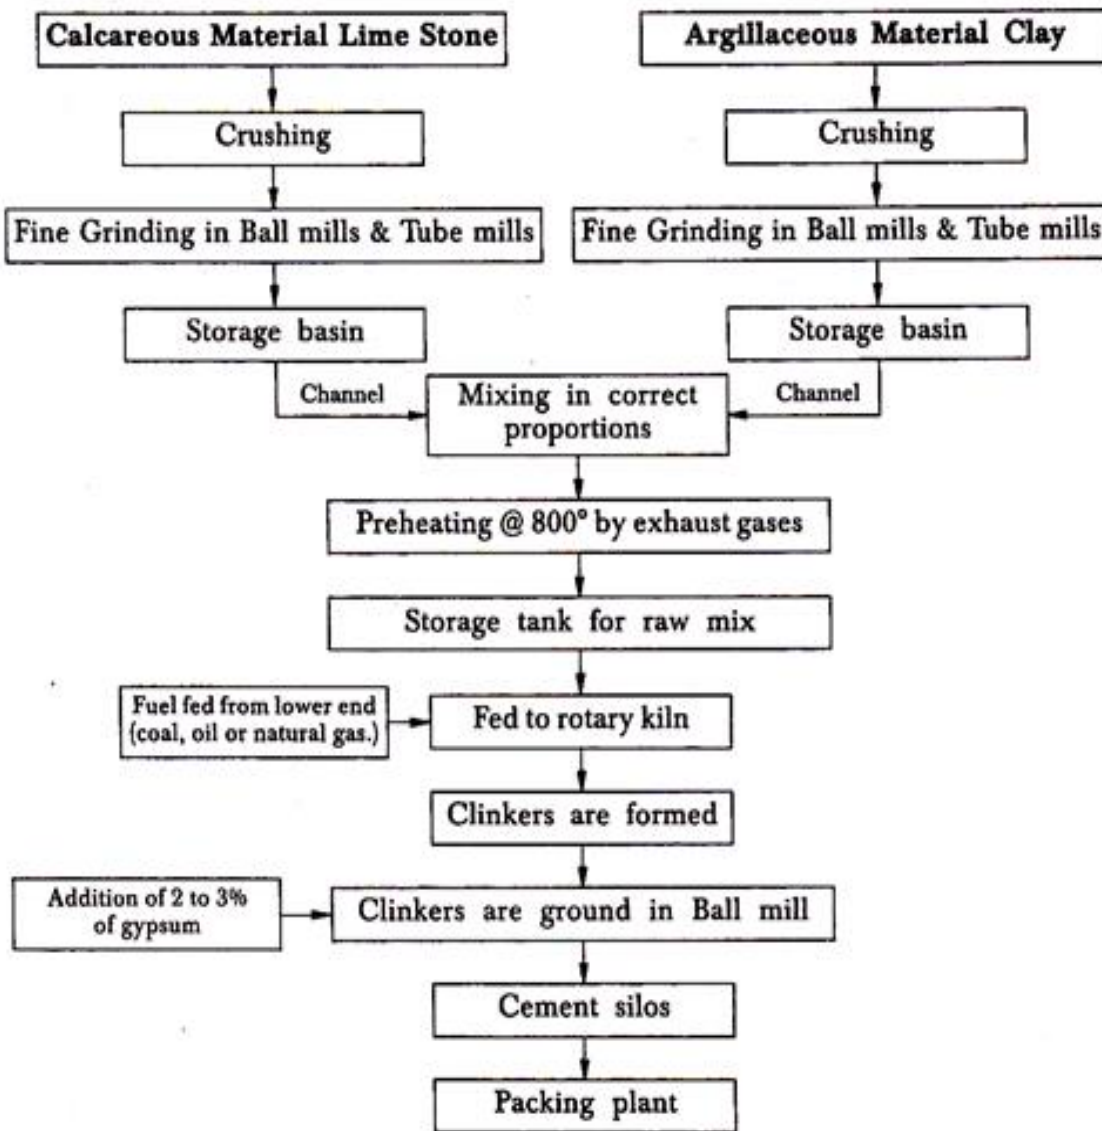 Calcareous Material Lime Stone
Argillaceous Material Clay
Crushing
Crushing
Fine Grinding in Ball mills & Tube mills
Fine Grinding in Ball mills & Tube mills
Storage basin
Storage basin
Channel
Channel
Mixing in correct
proportions
Preheating @ 800° by exhaust gases
Storage tank for raw mix
Fuel fed from lower end
(coal, oil or natural gas.)
Fed to rotary kiln
Clinkers are formed
Addition of 2 to 3%
of gypsum
Clinkers are ground in Ball mill
Cement silos
Packing plant